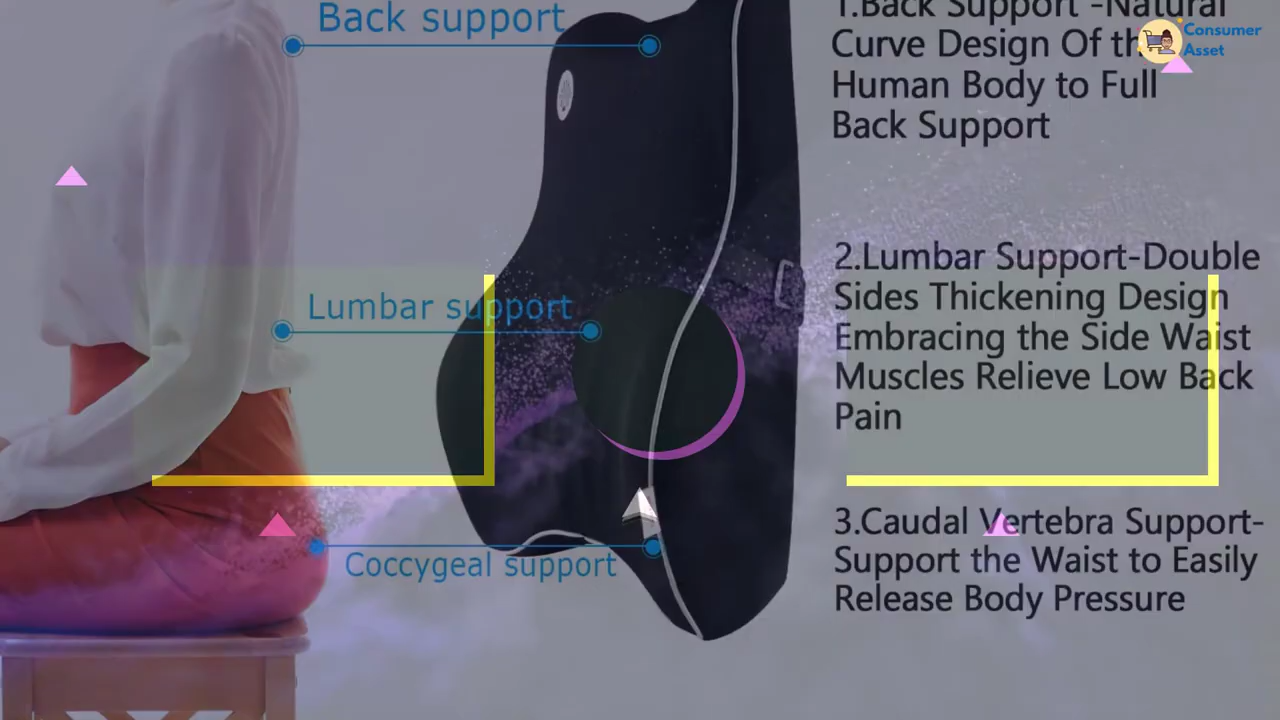 Back support
Lumbar support
Coccygeal support
1.Back Support -Natural
Curve Design Of the
Human Body to Full
Back Support
2.Lumbar Support-Double
Sides Thickening Design
Embracing the Side Waist
Muscles Relieve Low Back
Pain
3.Caudal Vertebra Support-
Support the Waist to Easily
Release Body Pressure
Consumer
Asset